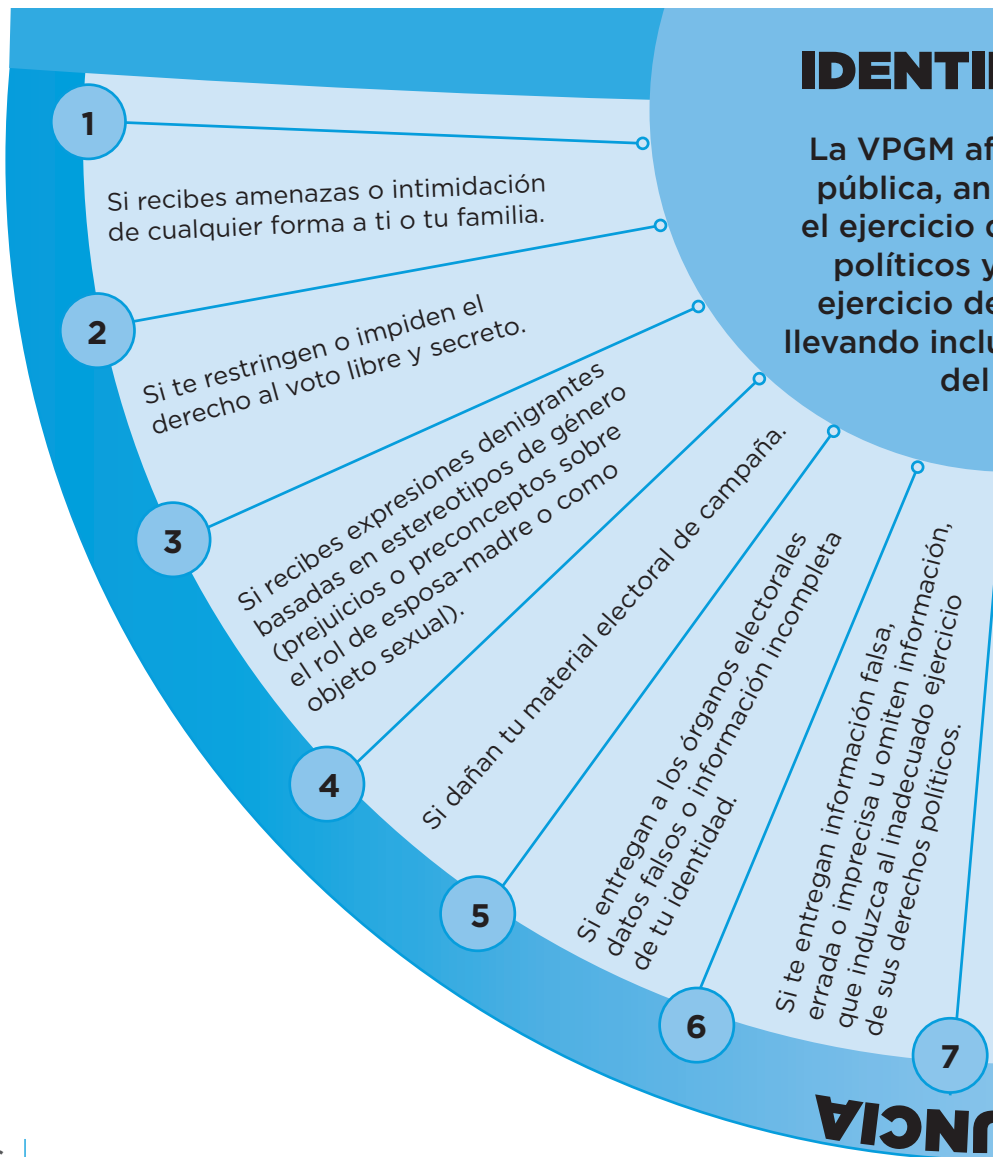 IDENTI
La VPGM af
pública, an
el ejercicio
políticos y
ejercicio de
llevando inclu
del
1
Si recibes amenazas o intimidación
de cualquier forma a ti o tu familia.
2
Si te restringen o impiden el
derecho al voto libre y secreto.
3
Si recibes expresiones denigrantes
basadas en estereotipos de género
(prejuicios o preconceptos sobre
el rol de esposa-madre o como
objeto sexual).
4
Si dañan tu material electoral de campaña.
5
Si entregan a los órganos electorales
datos falsos o información incompleta
de tu identidad.
6
Si te entregan información falsa,
errada o imprecisa u omiten información,
que induzca al inadecuado ejercicio
de sus derechos políticos.
7
UNCIA